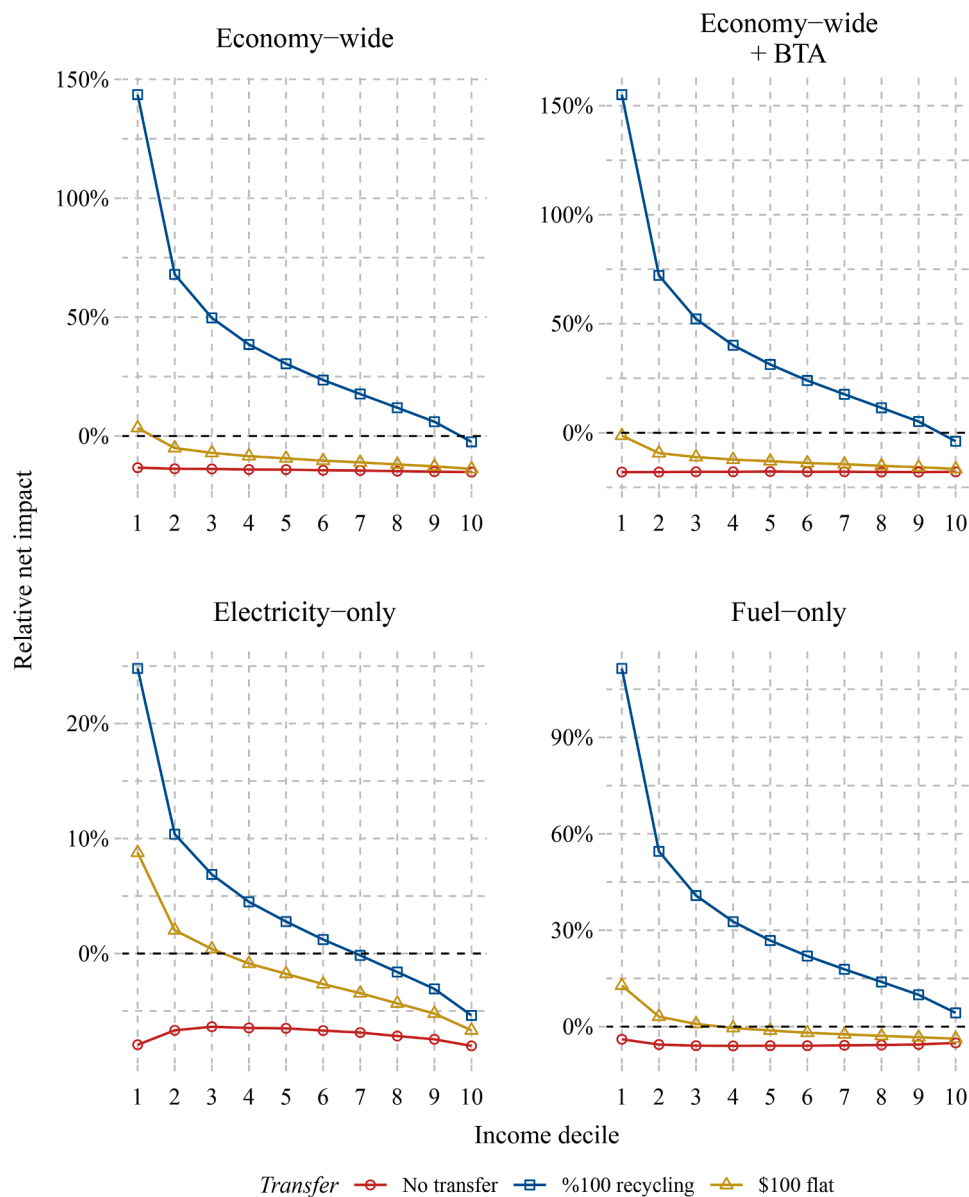 Economy−wide
150%
100%
50%
0%
1 2 3 4 5 6 7 8 9 10
Economy−wide
+ BTA
150%
100%
50%
0%
1 2 3 4 5 6 7 8 9 10
Relative net impact
Electricity−only
20%
10%
0%
1 2 3 4 5 6 7 8 9 10
Fuel−only
90%
60%
30%
0%
1 2 3 4 5 6 7 8 9 10
Income decile
Transfer No transfer %100 recycling $100 flat